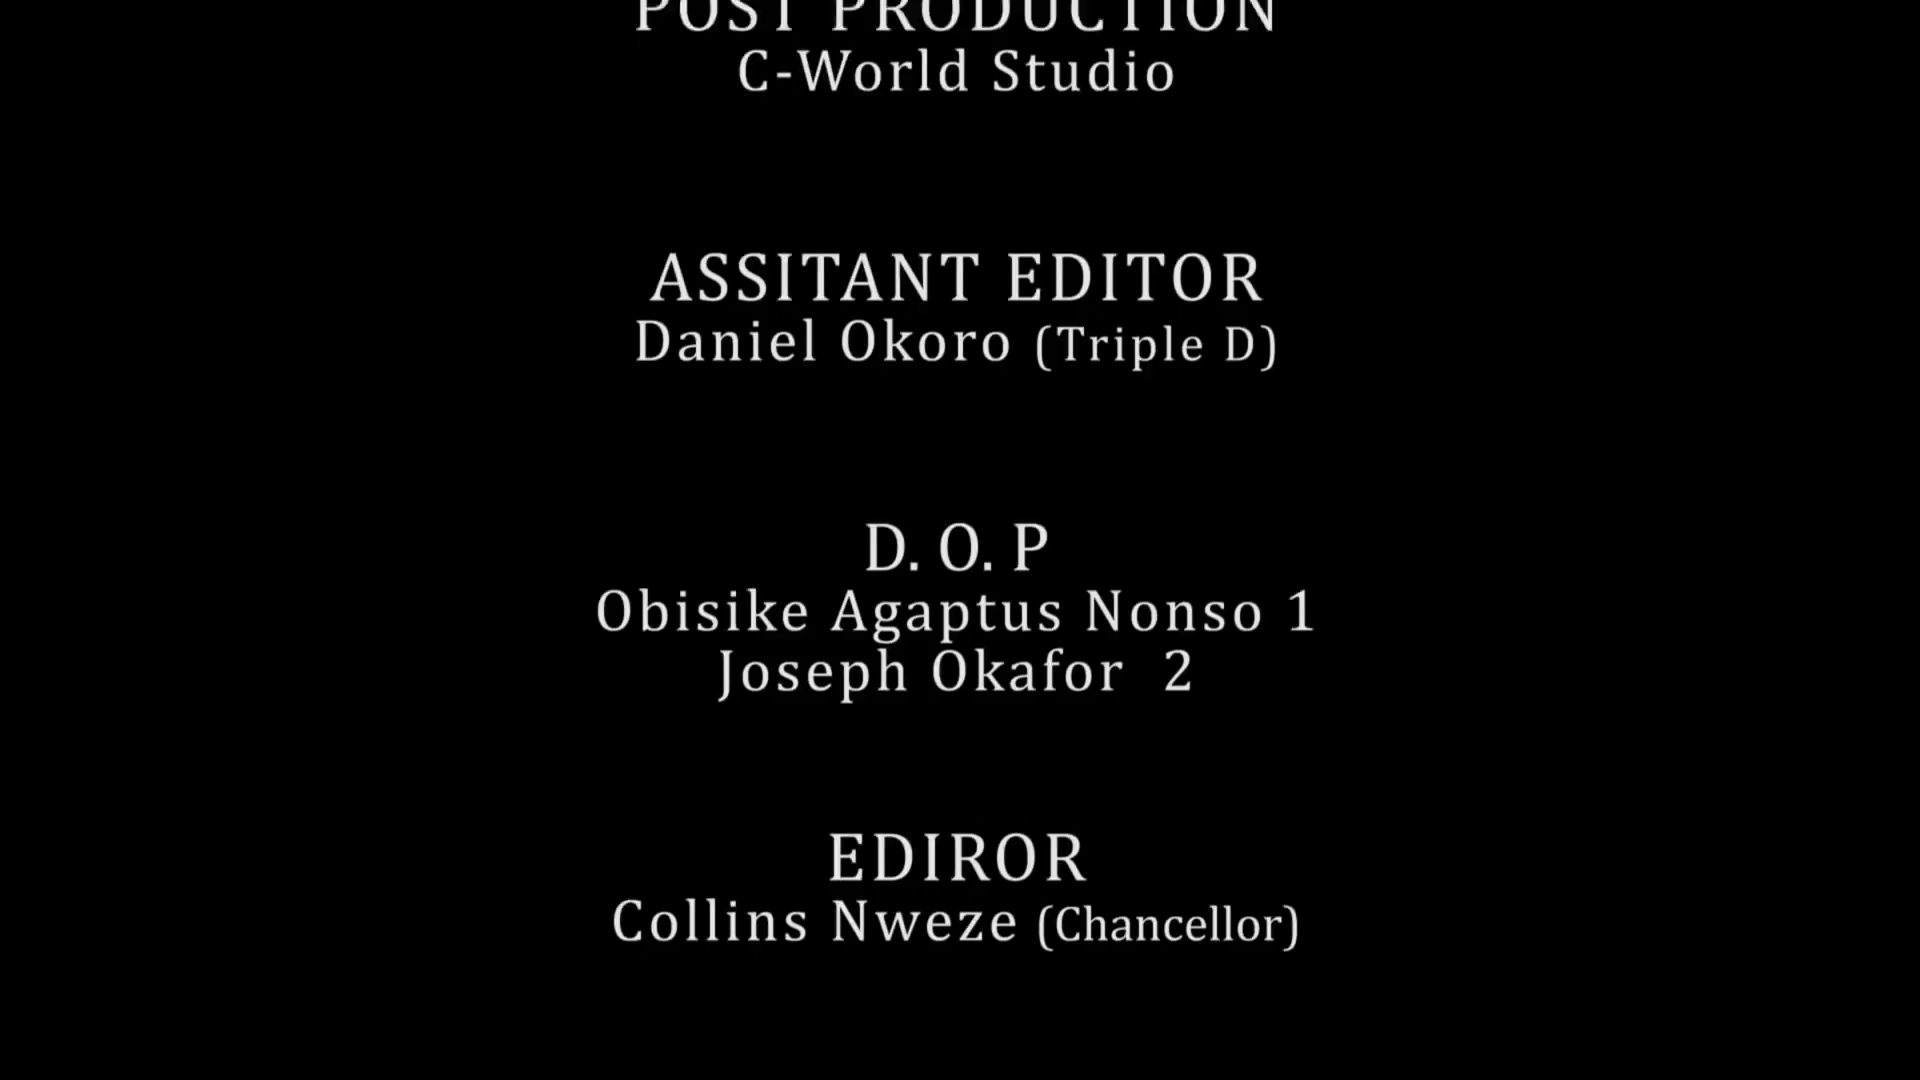 POST PRODUCTION
C-World Studio
ASSITANT EDITOR
Daniel Okoro (Triple D)
D. O. P
Obisike Agaptus Nonso 1
Joseph Okafor 2
EDIROR
Collins Nweze (Chancellor)